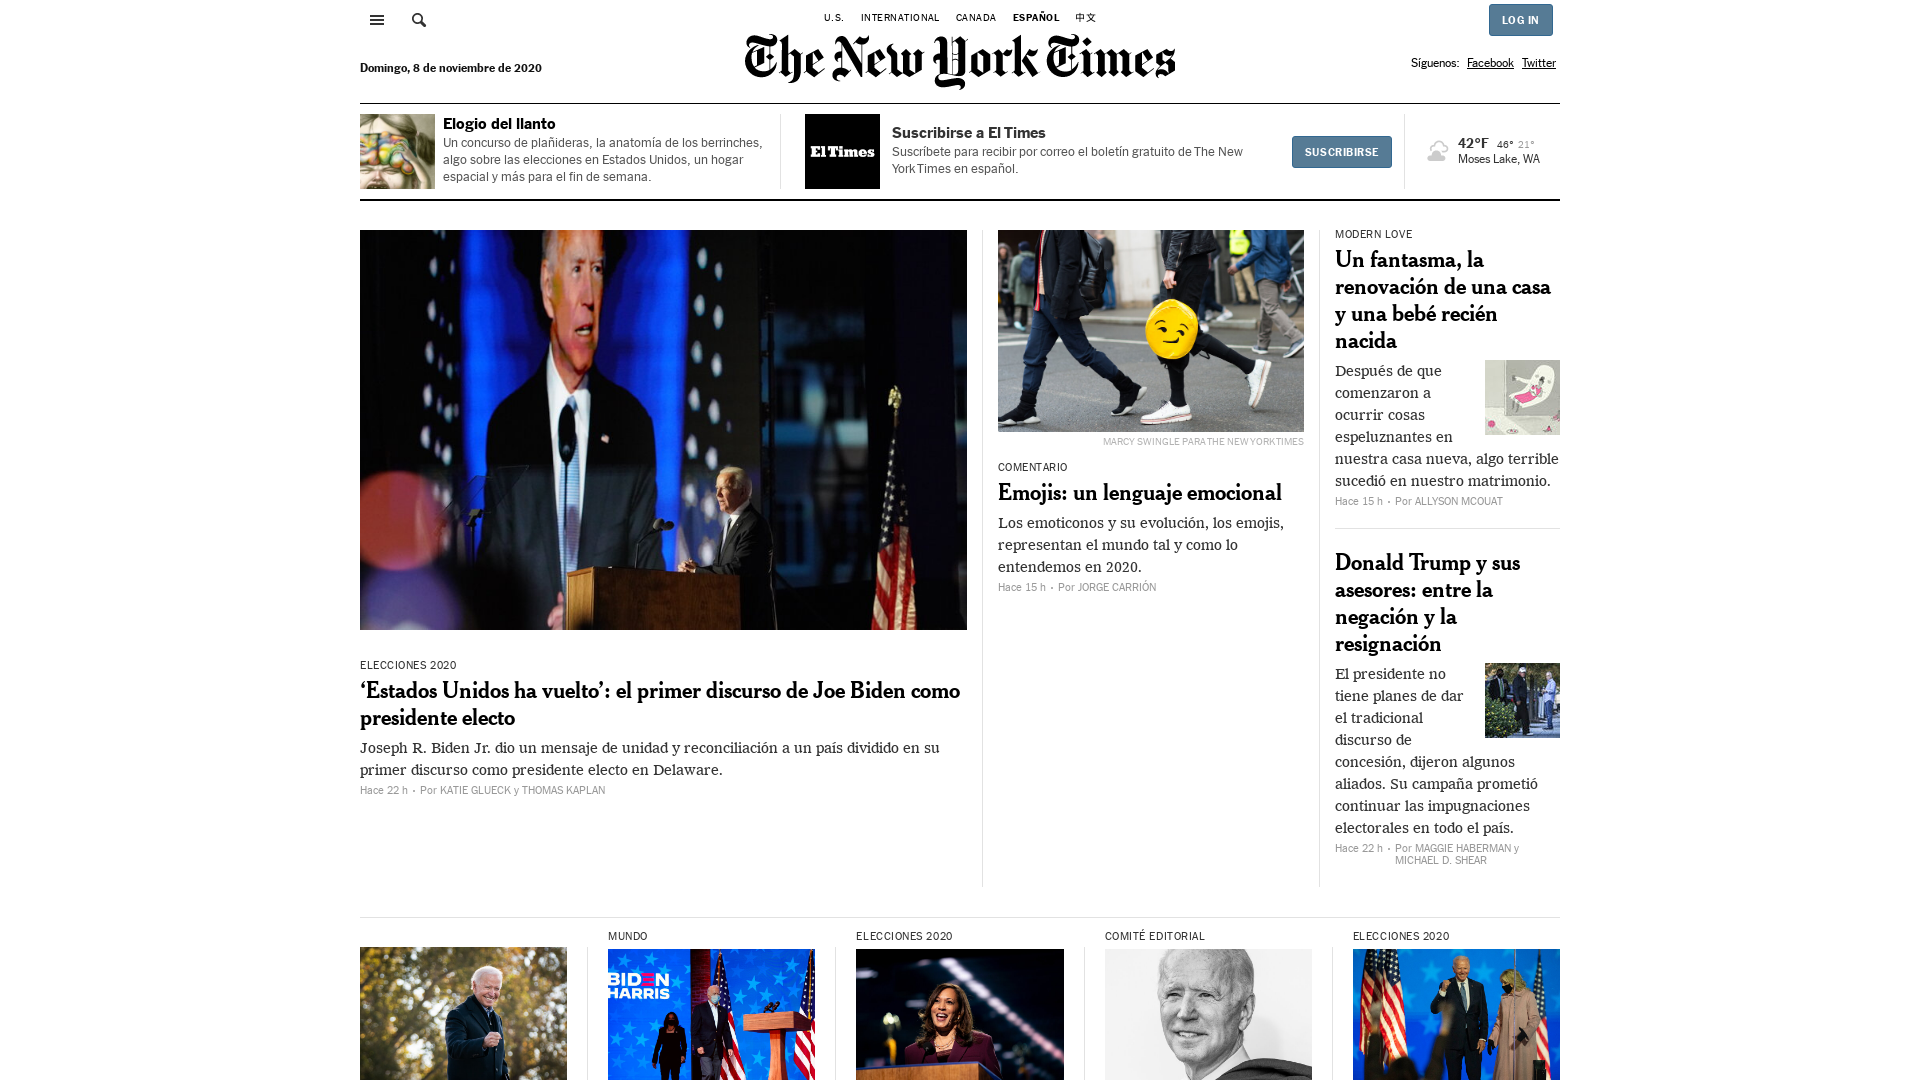 U.S. INTERNATIONAL CANADA ESPAÑOL 中文
LOG IN
The New York Times
Domingo, 8 de noviembre de 2020
Síguenos: Facebook Twitter
Elogio del llanto
Un concurso de plañideras, la anatomía de los berrinches,
algo sobre las elecciones en Estados Unidos, un hogar
espacial y más para el fin de semana.
El Times
Suscribirse a El Times
Suscríbete para recibir por correo el boletín gratuito de The New
York Times en español.
SUSCRIBIRSE
42°F 46° 21°
Moses Lake, WA
ELECCIONES 2020
‘Estados Unidos ha vuelto’: el primer discurso de Joe Biden como
presidente electo
Joseph R. Biden Jr. dio un mensaje de unidad y reconciliación a un país dividido en su
primer discurso como presidente electo en Delaware.
Hace 22 h • Por KATIE GLUECK y THOMAS KAPLAN
MARCY SWINGLE PARA THE NEW YORK TIMES
COMENTARIO
Emojis: un lenguaje emocional
Los emoticonos y su evolución, los emojis,
representan el mundo tal y como lo
entendemos en 2020.
Hace 15 h • Por JORGE CARRIÓN
MODERN LOVE
Un fantasma, la
renovación de una casa
y una bebé recién
nacida
Después de que
comenzaron a
ocurrir cosas
espeluznantes en
nuestra casa nueva, algo terrible
sucedió en nuestro matrimonio.
Hace 15 h • Por ALLYSON MCOUAT
Donald Trump y sus
asesores: entre la
negación y la
resignación
El presidente no
tiene planes de dar
el tradicional
discurso de
concesión, dijeron algunos
aliados. Su campaña prometió
continuar las impugnaciones
electorales en todo el país.
Hace 22 h • Por MAGGIE HABERMAN y
MICHAEL D. SHEAR
MUNDO
BIDEN
HARRIS
ELECCIONES 2020
COMITÉ EDITORIAL
ELECCIONES 2020